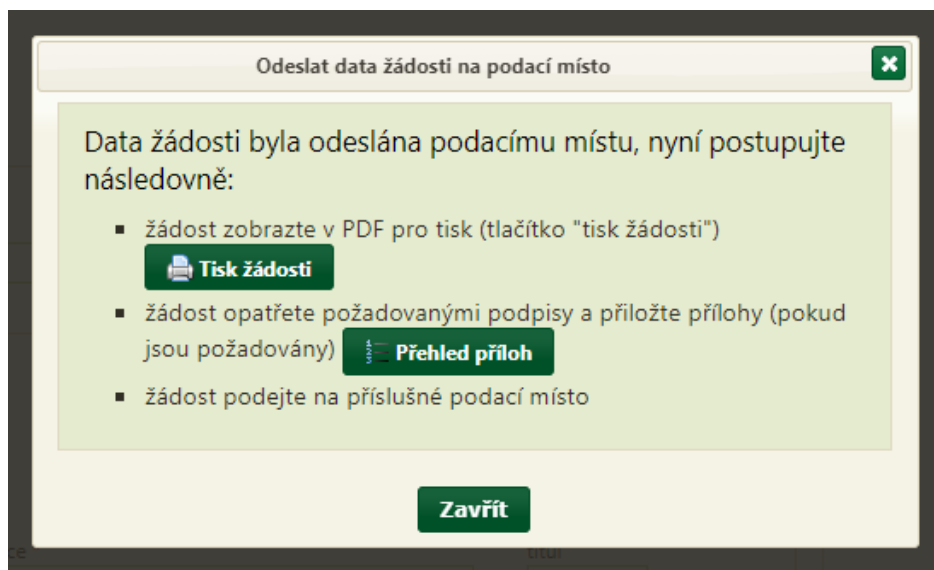 Odeslat data žádosti na podací místo
Data žádosti byla odeslána podacímu místu, nyní postupujte
následovně:
žádost zobrazte v PDF pro tisk (tlačítko "tisk žádosti")
Tisk žádosti
žádost opatřete požadovanými podpisy a přiložte přílohy (pokud
jsou požadovány) Přehled příloh
žádost podejte na příslušné podací místo
Zavřít
titul